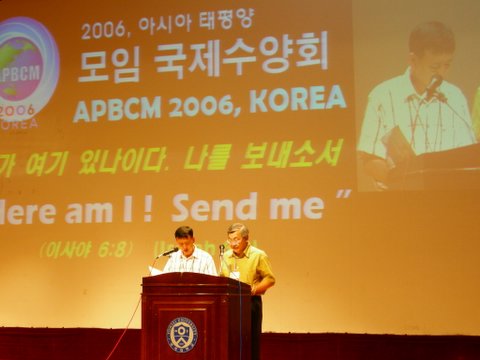 2006, 아시아 태평양
모임 국제수양회
APBCM 2006, KOREA
APBCM
2006
KOREA
가 여기 있나이다. 나를 보내소서
Here am I ! Send me "
(이사야 6:8)